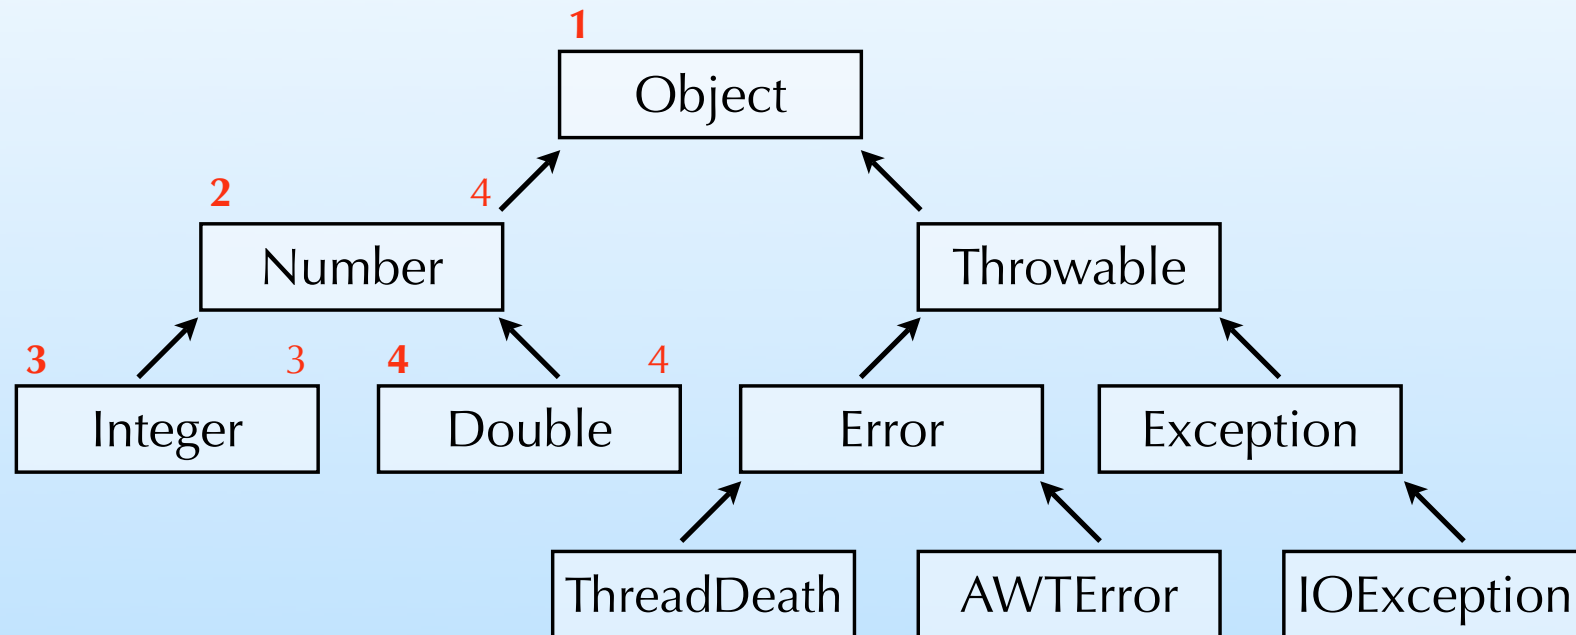 1
Object
2 4
Number Throwable
3 3 4 4
Integer Double Error Exception
ThreadDeath AWTError IOException